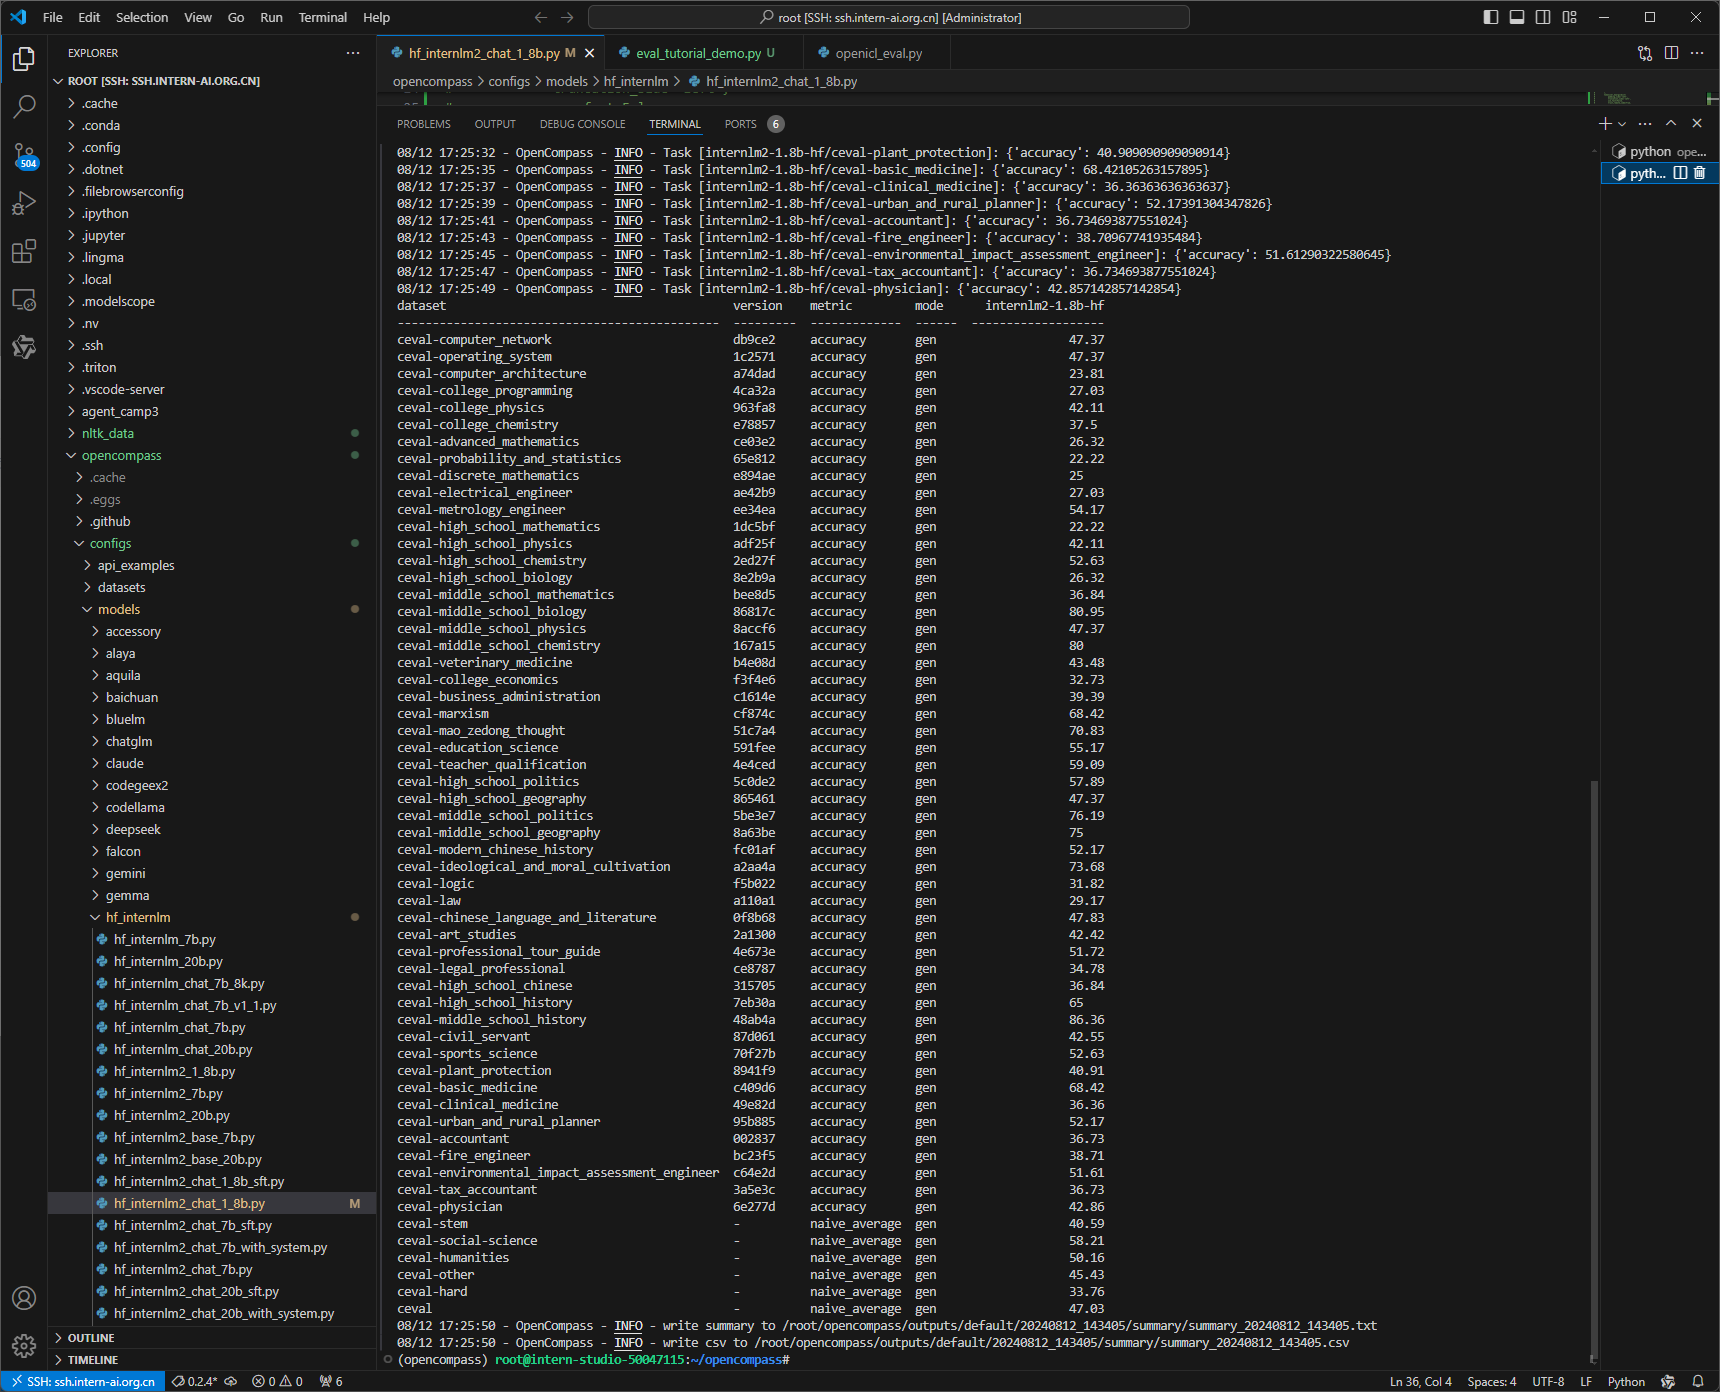 File Edit Selection View Go Run Terminal Help
root [SSH: ssh.intern-ai.org.cn] [Administrator]
EXPLORER
ROOT [SSH: SSH.INTERN-AI.ORG.CN]
.cache
.conda
.config
.dotnet
.filebrowserconfig
.ipython
.jupyter
.lingma
.local
.modelscope
.nv
.ssh
.triton
.vscode-server
agent_camp3
nltk_data
opencompass
.cache
.eggs
.github
configs
api_examples
datasets
models
accessory
alaya
aquila
baichuan
bluelm
chatglm
claude
codegeex2
codellama
deepseek
falcon
gemini
gemma
hf_internlm
hf_internlm_7b.py
hf_internlm_20b.py
hf_internlm_chat_7b_8k.py
hf_internlm_chat_7b_v1_1.py
hf_internlm_chat_7b.py
hf_internlm_chat_20b.py
hf_internlm2_1_8b.py
hf_internlm2_7b.py
hf_internlm2_20b.py
hf_internlm2_base_7b.py
hf_internlm2_base_20b.py
hf_internlm2_chat_1_8b_sft.py
hf_internlm2_chat_1_8b.py M
hf_internlm2_chat_7b_sft.py
hf_internlm2_chat_7b_with_system.py
hf_internlm2_chat_7b.py
hf_internlm2_chat_20b_sft.py
hf_internlm2_chat_20b_with_system.py
OUTLINE
TIMELINE
504
hf_internlm2_chat_1_8b.py M eval_tutorial_demo.py U openicl_eval.py
opencompass > configs > models > hf_internlm > hf_internlm2_chat_1_8b.py
PROBLEMS OUTPUT DEBUG CONSOLE TERMINAL PORTS 6
python ope...
pyth...
08/12 17:25:32 - OpenCompass - INFO - Task [internlm2-1.8b-hf/ceval-plant_protection]: {'accuracy': 40.909090909090914}
08/12 17:25:35 - OpenCompass - INFO - Task [internlm2-1.8b-hf/ceval-basic_medicine]: {'accuracy': 68.42105263157895}
08/12 17:25:37 - OpenCompass - INFO - Task [internlm2-1.8b-hf/ceval-clinical_medicine]: {'accuracy': 36.36363636363637}
08/12 17:25:39 - OpenCompass - INFO - Task [internlm2-1.8b-hf/ceval-urban_and_rural_planner]: {'accuracy': 52.17391304347826}
08/12 17:25:41 - OpenCompass - INFO - Task [internlm2-1.8b-hf/ceval-accountant]: {'accuracy': 36.734693877551024}
08/12 17:25:43 - OpenCompass - INFO - Task [internlm2-1.8b-hf/ceval-fire_engineer]: {'accuracy': 38.70967741935484}
08/12 17:25:45 - OpenCompass - INFO - Task [internlm2-1.8b-hf/ceval-environmental_impact_assessment_engineer]: {'accuracy': 51.61290322580645}
08/12 17:25:47 - OpenCompass - INFO - Task [internlm2-1.8b-hf/ceval-tax_accountant]: {'accuracy': 36.734693877551024}
08/12 17:25:49 - OpenCompass - INFO - Task [internlm2-1.8b-hf/ceval-physician]: {'accuracy': 42.857142857142854}
dataset version metric mode internlm2-1.8b-hf
---------------------------------------------- --------- ------------- ------ -------------------
ceval-computer_network db9ce2 accuracy gen 47.37
ceval-operating_system 1c2571 accuracy gen 47.37
ceval-computer_architecture a74dad accuracy gen 23.81
ceval-college_programming 4ca32a accuracy gen 27.03
ceval-college_physics 963fa8 accuracy gen 42.11
ceval-college_chemistry e78857 accuracy gen 37.5
ceval-advanced_mathematics ce03e2 accuracy gen 26.32
ceval-probability_and_statistics 65e812 accuracy gen 22.22
ceval-discrete_mathematics e894ae accuracy gen 25
ceval-electrical_engineer ae42b9 accuracy gen 27.03
ceval-metrology_engineer ee34ea accuracy gen 54.17
ceval-high_school_mathematics 1dc5bf accuracy gen 22.22
ceval-high_school_physics adf25f accuracy gen 42.11
ceval-high_school_chemistry 2ed27f accuracy gen 52.63
ceval-high_school_biology 8e2b9a accuracy gen 26.32
ceval-middle_school_mathematics bee8d5 accuracy gen 36.84
ceval-middle_school_biology 86817c accuracy gen 80.95
ceval-middle_school_physics 8accf6 accuracy gen 47.37
ceval-middle_school_chemistry 167a15 accuracy gen 80
ceval-veterinary_medicine b4e08d accuracy gen 43.48
ceval-college_economics f3f4e6 accuracy gen 32.73
ceval-business_administration c1614e accuracy gen 39.39
ceval-marxism cf874c accuracy gen 68.42
ceval-mao_zedong_thought 51c7a4 accuracy gen 70.83
ceval-education_science 591fee accuracy gen 55.17
ceval-teacher_qualification 4e4ced accuracy gen 59.09
ceval-high_school_politics 5c0de2 accuracy gen 57.89
ceval-high_school_geography 865461 accuracy gen 47.37
ceval-middle_school_politics 5be3e7 accuracy gen 76.19
ceval-middle_school_geography 8a63be accuracy gen 75
ceval-modern_chinese_history fc01af accuracy gen 52.17
ceval-ideological_and_moral_cultivation a2aa4a accuracy gen 73.68
ceval-logic f5b022 accuracy gen 31.82
ceval-law a110a1 accuracy gen 29.17
ceval-chinese_language_and_literature 0f8b68 accuracy gen 47.83
ceval-art_studies 2a1300 accuracy gen 42.42
ceval-professional_tour_guide 4e673e accuracy gen 51.72
ceval-legal_professional ce8787 accuracy gen 34.78
ceval-high_school_chinese 315705 accuracy gen 36.84
ceval-high_school_history 7eb30a accuracy gen 65
ceval-middle_school_history 48ab4a accuracy gen 86.36
ceval-civil_servant 87d061 accuracy gen 42.55
ceval-sports_science 70f27b accuracy gen 52.63
ceval-plant_protection 8941f9 accuracy gen 40.91
ceval-basic_medicine c409d6 accuracy gen 68.42
ceval-clinical_medicine 49e82d accuracy gen 36.36
ceval-urban_and_rural_planner 95b885 accuracy gen 52.17
ceval-accountant 002837 accuracy gen 36.73
ceval-fire_engineer bc23f5 accuracy gen 38.71
ceval-environmental_impact_assessment_engineer c64e2d accuracy gen 51.61
ceval-tax_accountant 3a5e3c accuracy gen 36.73
ceval-physician 6e277d accuracy gen 42.86
ceval-stem - naive_average gen 40.59
ceval-social-science - naive_average gen 58.21
ceval-humanities - naive_average gen 50.16
ceval-other - naive_average gen 45.43
ceval-hard - naive_average gen 33.76
ceval - naive_average gen 47.03
08/12 17:25:50 - OpenCompass - INFO - write summary to /root/opencompass/outputs/default/20240812_143405/summary/summary_20240812_143405.txt
08/12 17:25:50 - OpenCompass - INFO - write csv to /root/opencompass/outputs/default/20240812_143405/summary/summary_20240812_143405.csv
(opencompass) root@intern-studio-50047115:~/opencompass#
SSH: ssh.intern-ai.org.cn 0.2.4* 0 0 6 Ln 36, Col 4 Spaces: 4 UTF-8 LF Python